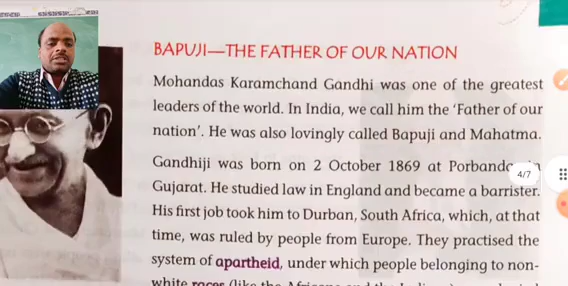 BAPUJI—THE FATHER OF OUR NATION
Mohandas Karamchand Gandhi was one of the greatest
leaders of the world. In India, we call him the 'Father of our
nation'. He was also lovingly called Bapuji and Mahatma.
Gandhiji was born on 2 October 1869 at
4/7
Gujarat. He studied law in England and became a barrister.
His first job took him to Durban, South Africa, which, at that
time, was ruled by people from Europe. They practised the
system of apartheid, under which people belonging to non-
white races (like the